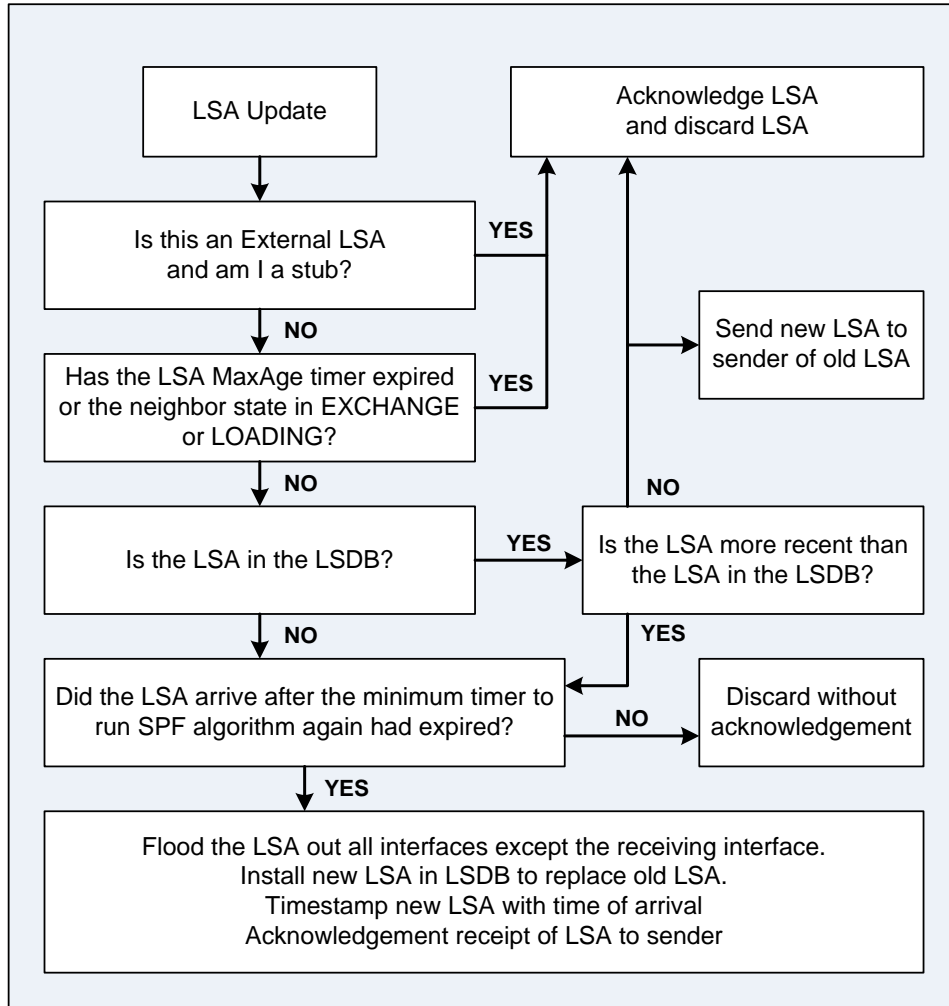 LSA Update
Acknowledge LSA
and discard LSA
Is this an External LSA
and am I a stub?
YES
NO
Send new LSA to
sender of old LSA
Has the LSA MaxAge timer expired
or the neighbor state in EXCHANGE
or LOADING?
YES
NO
NO
Is the LSA in the LSDB?
YES
Is the LSA more recent than
the LSA in the LSDB?
NO
YES
Did the LSA arrive after the minimum timer to
run SPF algorithm again had expired?
NO
Discard without
acknowledgement
YES
Flood the LSA out all interfaces except the receiving interface.
Install new LSA in LSDB to replace old LSA.
Timestamp new LSA with time of arrival
Acknowledgement receipt of LSA to sender